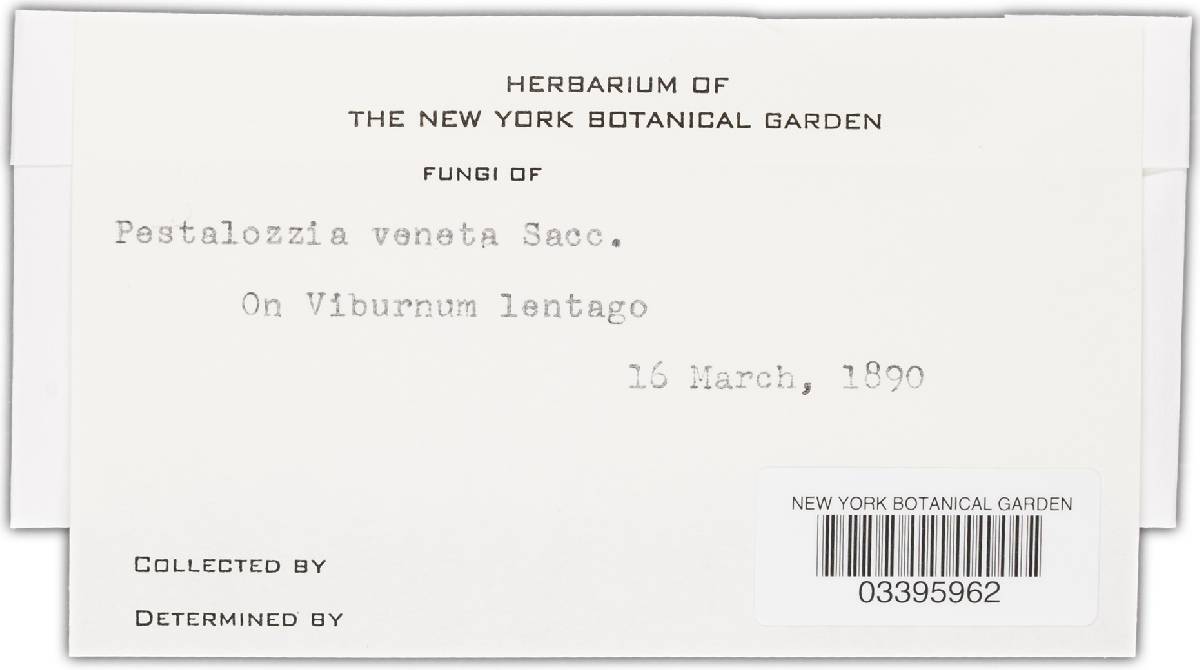 HERBARIUM OF
THE NEW YORK BOTANICAL GARDEN
FUNGI OF
Pestalozzia veneta Sacc.
On Viburnum lentago
16 March, 1890
NEW YORK BOTANICAL GARDEN
03395962
COLLECTED BY
DETERMINED BY